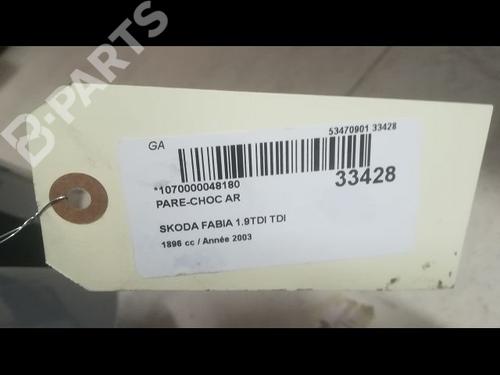 B-PARTS
GA
53470901 33428
*1070000048180
33428
PARE-CHOC AR
SKODA FABIA 1.9TDI TDI
1896 cc / Année 2003